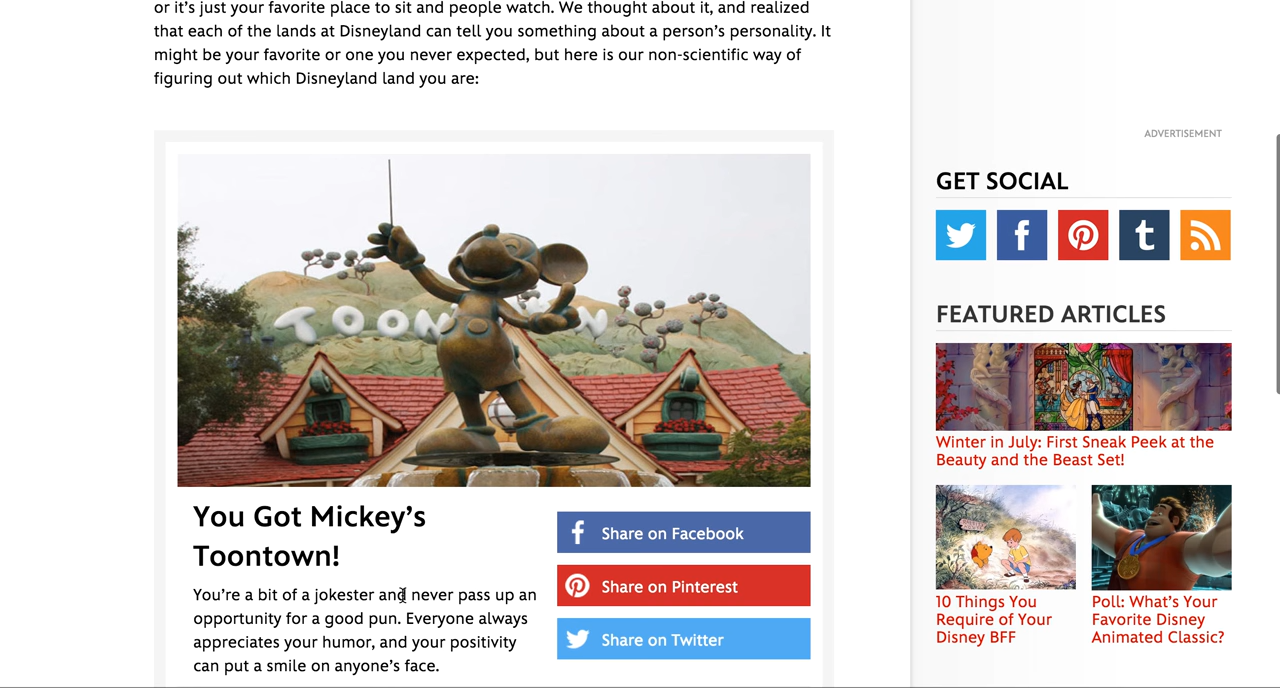 or it's just your favorite place to sit and people watch. We thought about it, and realized
that each of the lands at Disneyland can tell you something about a person's personality. It
might be your favorite or one you never expected, but here is our non-scientific way of
figuring out which Disneyland land you are:
TOON N
You Got Mickey's
Toontown!
You're a bit of a jokester and never pass up an
opportunity for a good pun. Everyone always
appreciates your humor, and your positivity
can put a smile on anyone's face.
Share on Facebook
Share on Pinterest
Share on Twitter
ADVERTISEMENT
GET SOCIAL
FEATURED ARTICLES
Winter in July: First Sneak Peek at the
Beauty and the Beast Set!
10 Things You
Require of Your
Disney BFF
Poll: What's Your
Favorite Disney
Animated Classic?